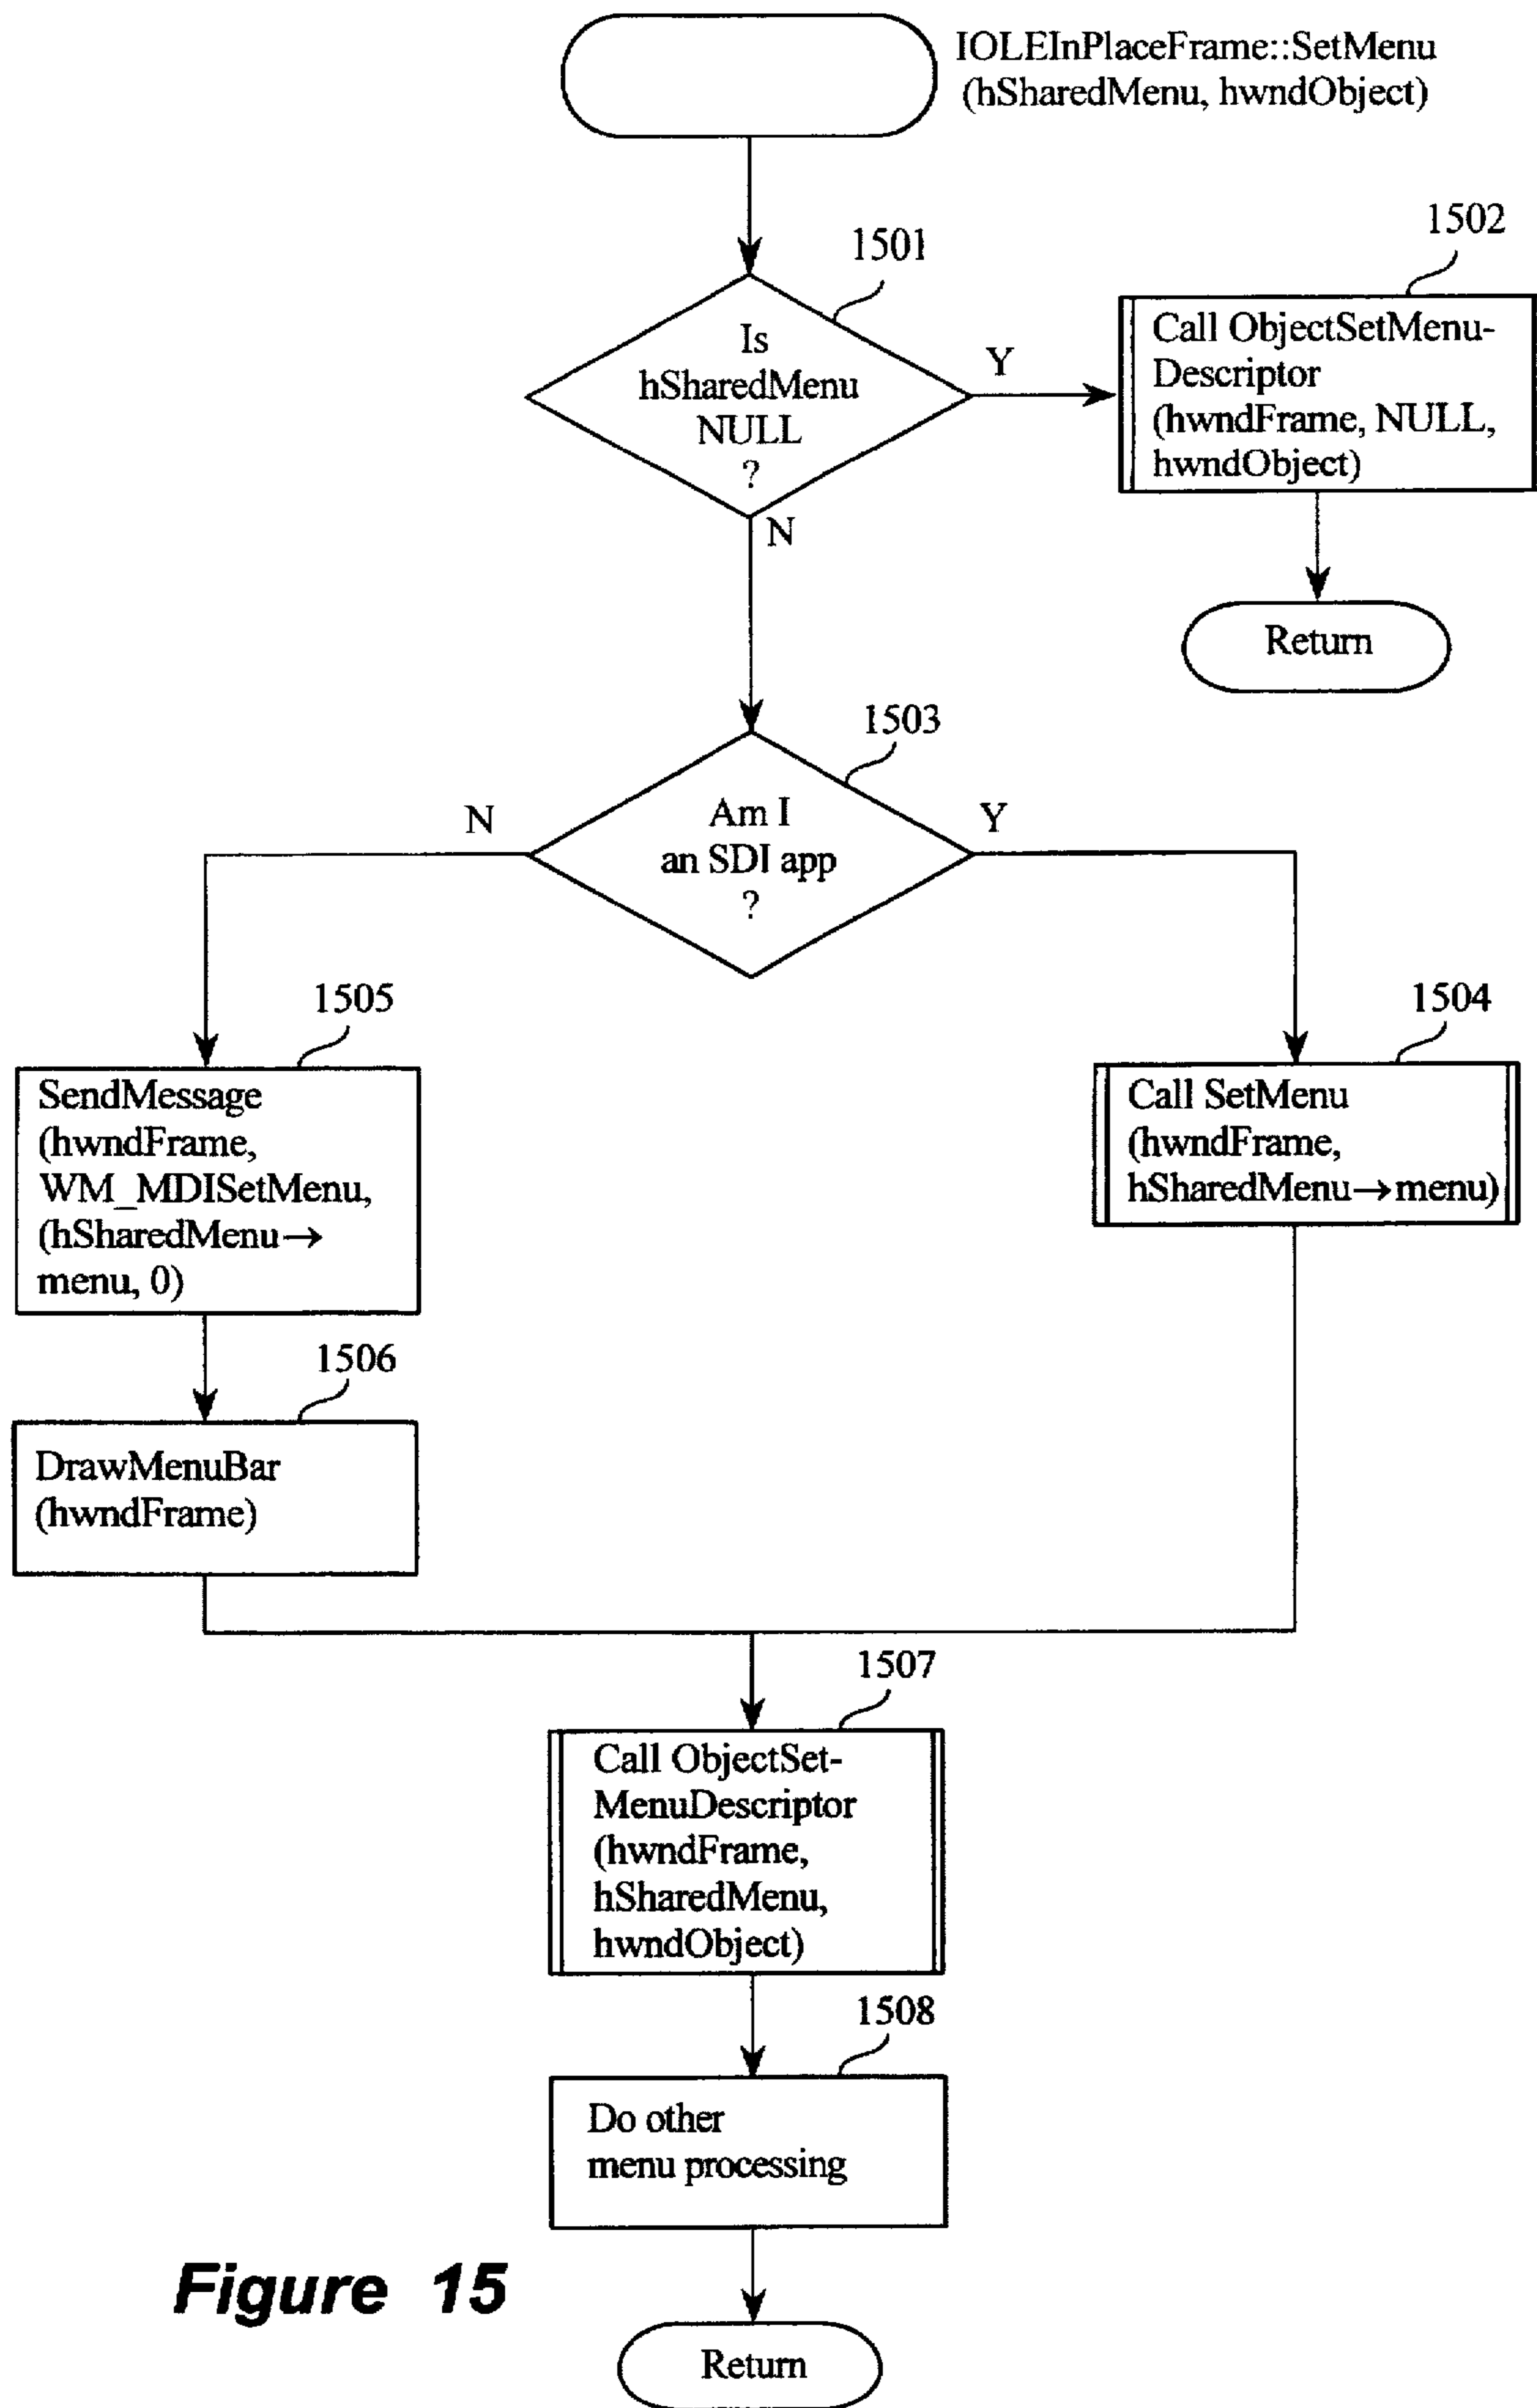 IOLEInPlaceFrame::SetMenu
(hSharedMenu, hwndObject)
1501
1502
Is
hSharedMenu
NULL
?
Y
N
Call ObjectSetMenu-
Descriptor
(hwndFrame, NULL,
hwndObject)
Return
1503
Am I
an SDI app
?
N
Y
1505
SendMessage
(hwndFrame,
WM_MDISetMenu,
(hSharedMenu→
menu, 0)
1504
Call SetMenu
(hwndFrame,
hSharedMenu→menu)
1506
DrawMenuBar
(hwndFrame)
1507
Call ObjectSet-
MenuDescriptor
(hwndFrame,
hSharedMenu,
hwndObject)
1508
Do other
menu processing
Figure 15
Return